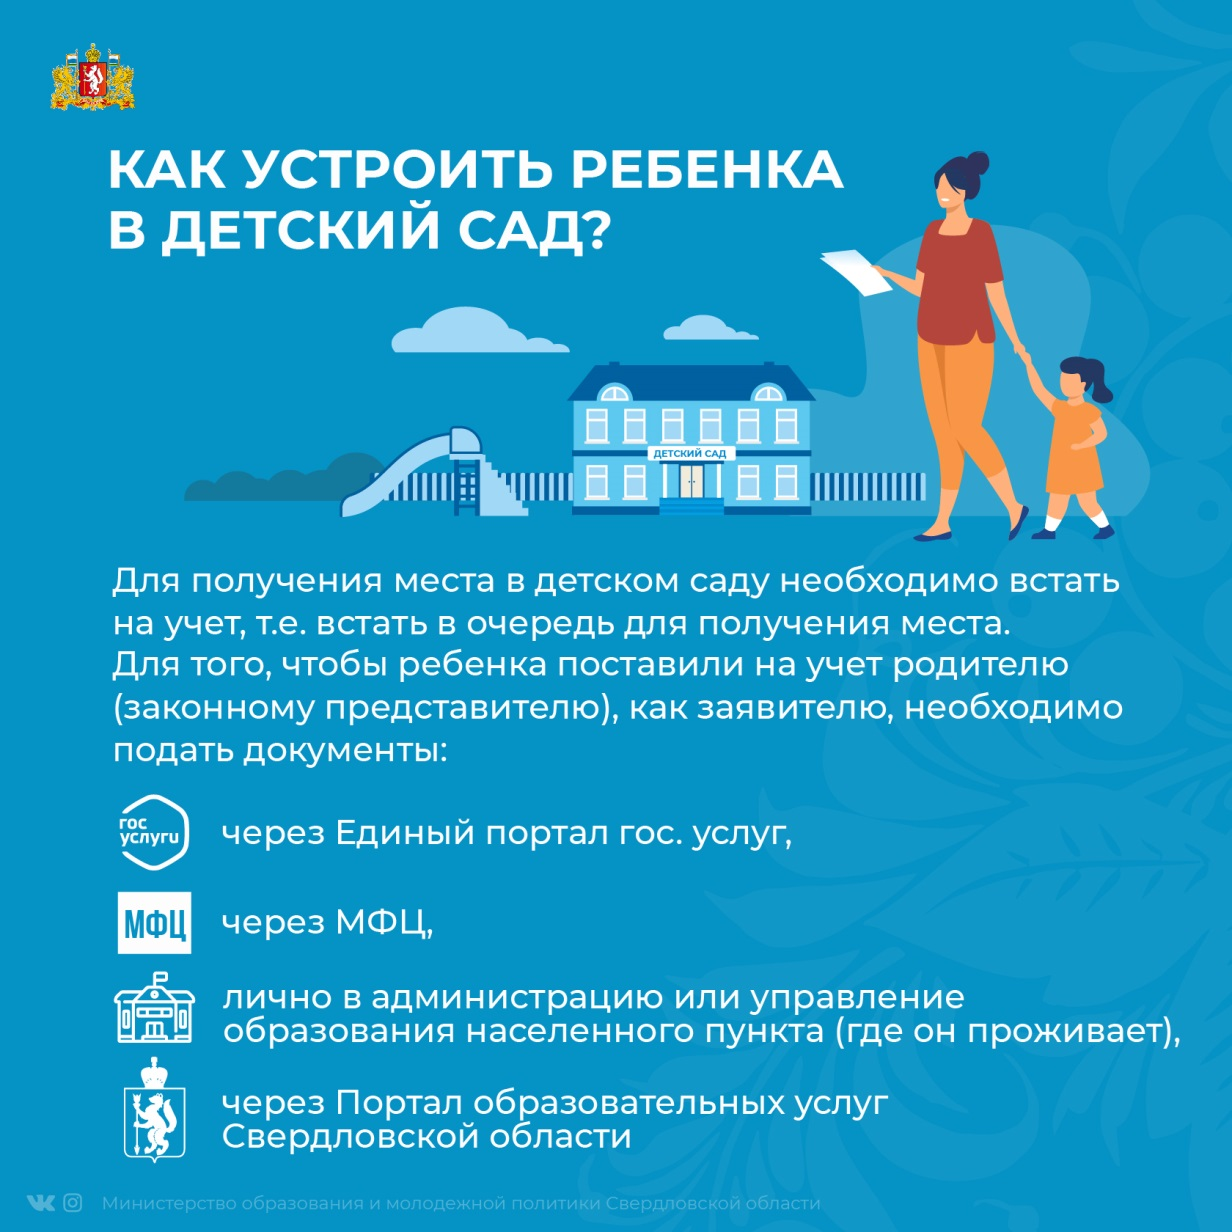 КАК УСТРОИТЬ РЕБЕНКА
В ДЕТСКИЙ САД?
ДЕТСКИЙ САД
Для получения места в детском саду необходимо встать
на учет, т.е. встать в очередь для получения места.
Для того, чтобы ребенка поставили на учет родителю
(законному представителю), как заявителю, необходимо
подать документы:
гос
услуги
через Единый портал гос. услуг,
МФЦ
через МФЦ,
лично в администрацию или управление
образования населенного пункта (где он проживает),
через Портал образовательных услуг
Свердловской области
Министерство образования и молодежной политики Свердловской области